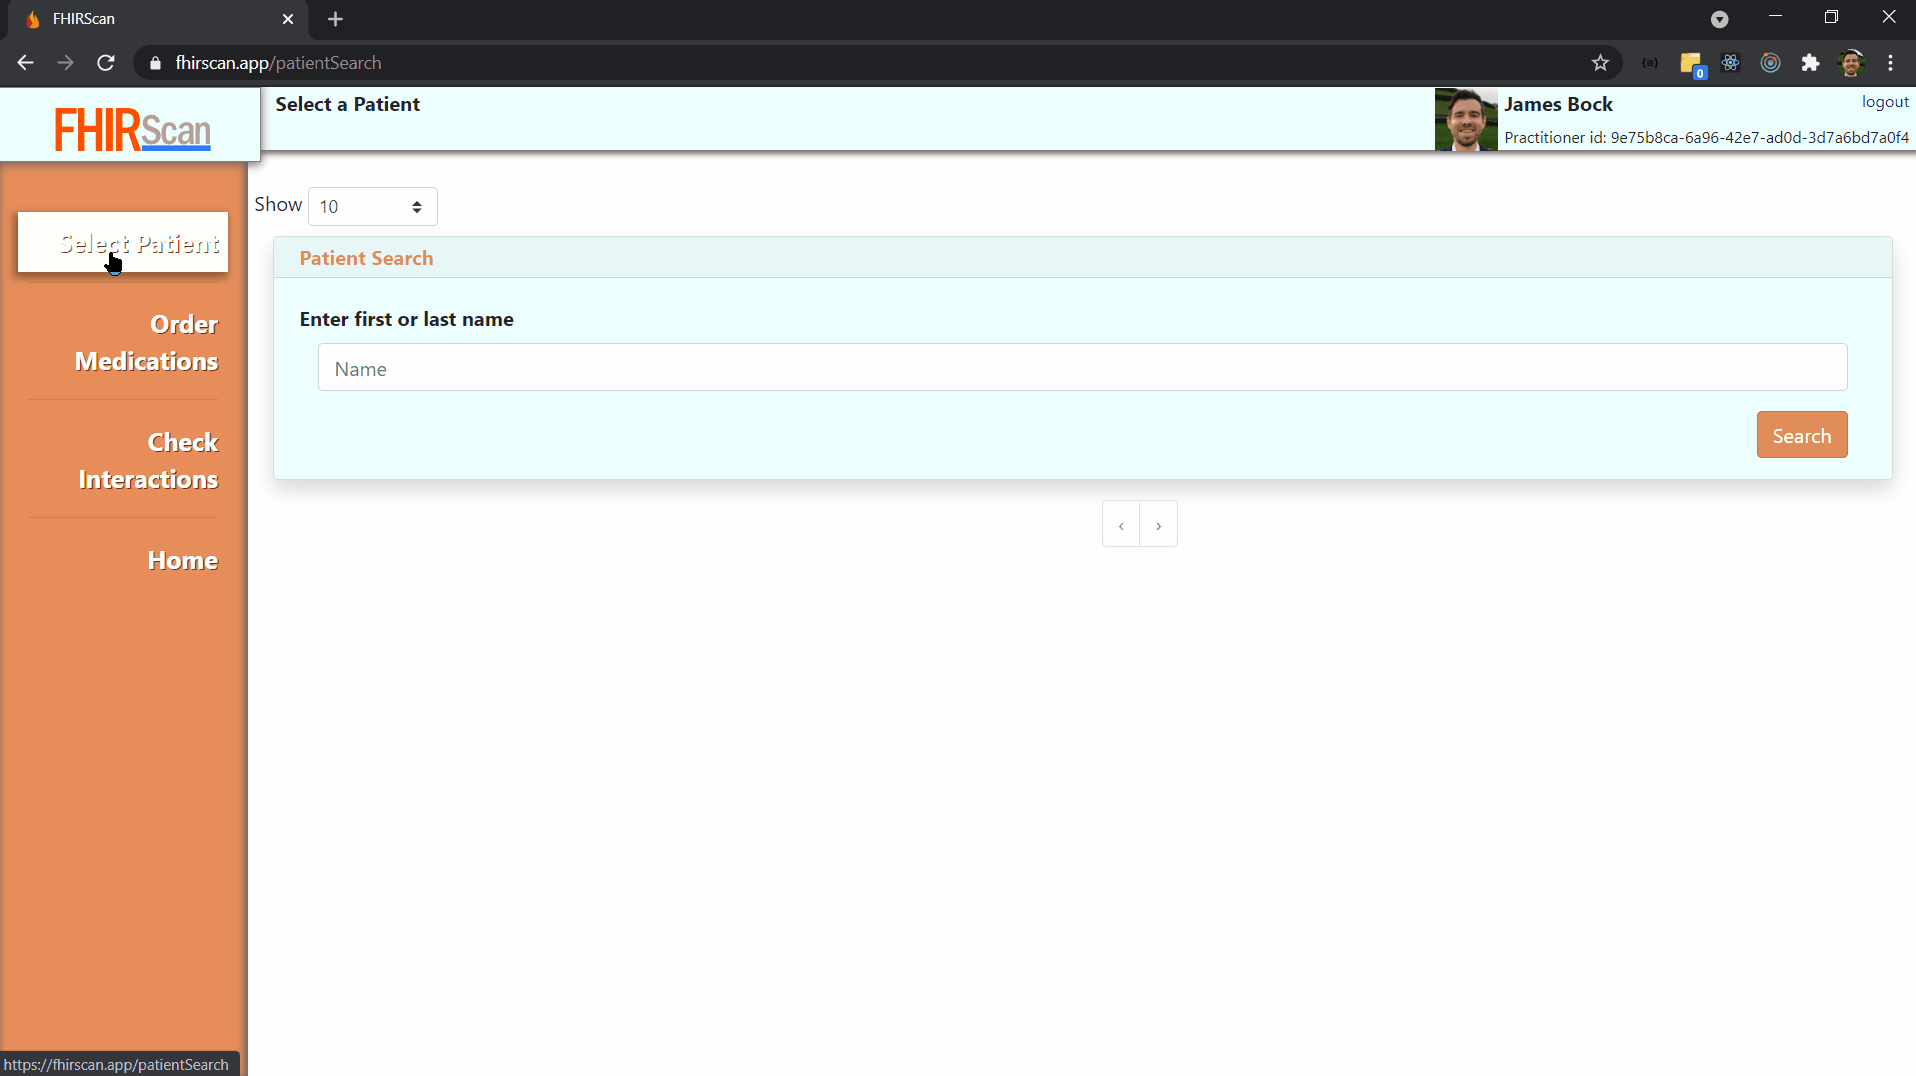 FHIRScan
fhirscan.app/patientSearch
0
FHIRScan
Select a Patient
James Bock
logout
Practitioner id: 9e75b8ca-6a96-42e7-ad0d-3d7a6bd7a0f4
Select Patient
Order
Medications
Check
Interactions
Home
Show 10
Patient Search
Enter first or last name
Name
Search
‹ ›
https://fhirscan.app/patientSearch